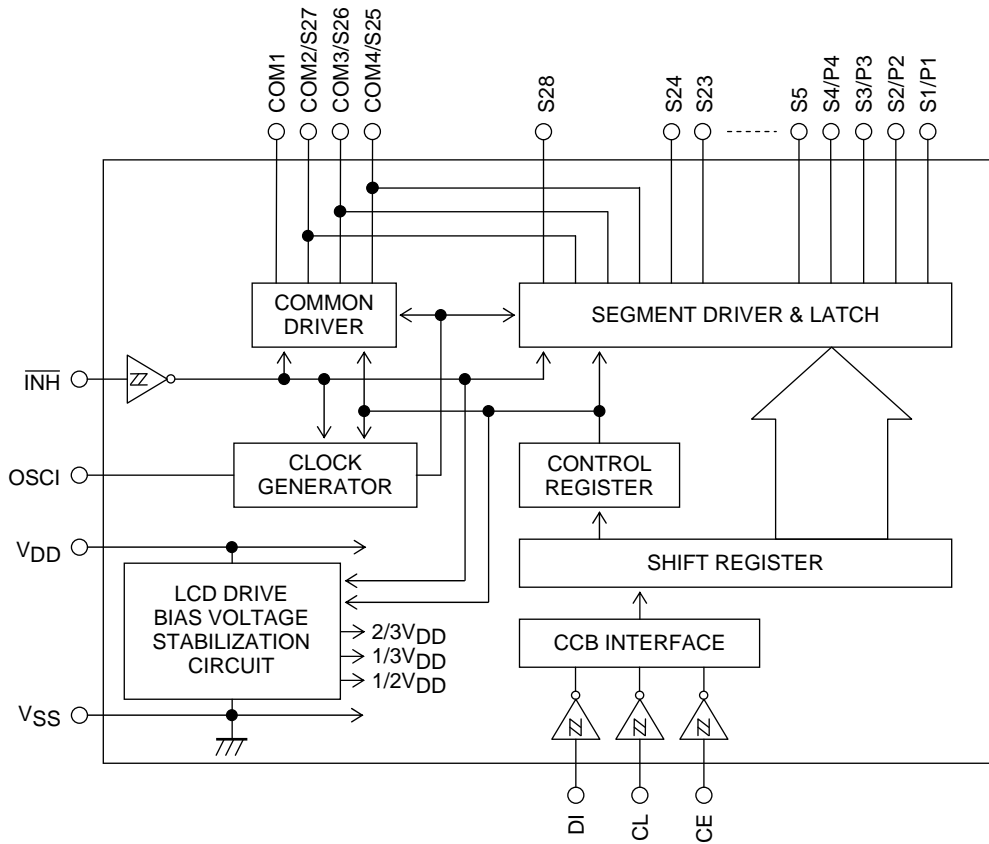 COM1
COM2/S27
COM3/S26
COM4/S25
S28
S24
S23
S5
S4/P4
S3/P3
S2/P2
S1/P1
COMMON
DRIVER
SEGMENT DRIVER & LATCH
INH
OSCI
CLOCK
GENERATOR
CONTROL
REGISTER
VDD
SHIFT REGISTER
LCD DRIVE
BIAS VOLTAGE
STABILIZATION
CIRCUIT
2/3VDD
1/3VDD
1/2VDD
CCB INTERFACE
VSS
DI
CL
CE